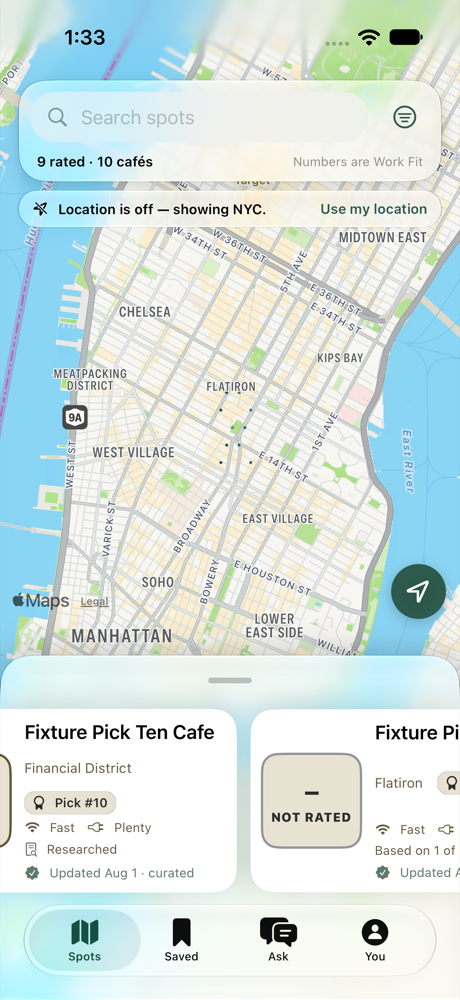 1:33
POR
W 57
Search spots
9 rated · 10 cafés
Numbers are Work Fit
Target
Location is off — showing NYC.
Use my location
W 34TH ST
W 36TH ST
5TH AVE
MIDTOWN EAST
E 36TH ST
E 34TH ST
CHELSEA
KIPS BAY
MEATPACKING
DISTRICT
FLATIRON
9A
1ST AVE
WEST ST
WEST VILLAGE
E 14TH ST
East River
VARICK ST
BROADWAY
EAST VILLAGE
SOHO
BOWERY
E HOUSTON ST
Maps
Legal
LOWER
EAST SIDE
MANHATTAN
WILLIA
Fixture Pick Ten Cafe
Financial District
Pick #10
Fast
Plenty
Researched
Updated Aug 1 · curated
–
NOT RATED
Fixture Pi
Flatiron
Fast
Based on 1 of
Updated A
Spots
Saved
Ask
You